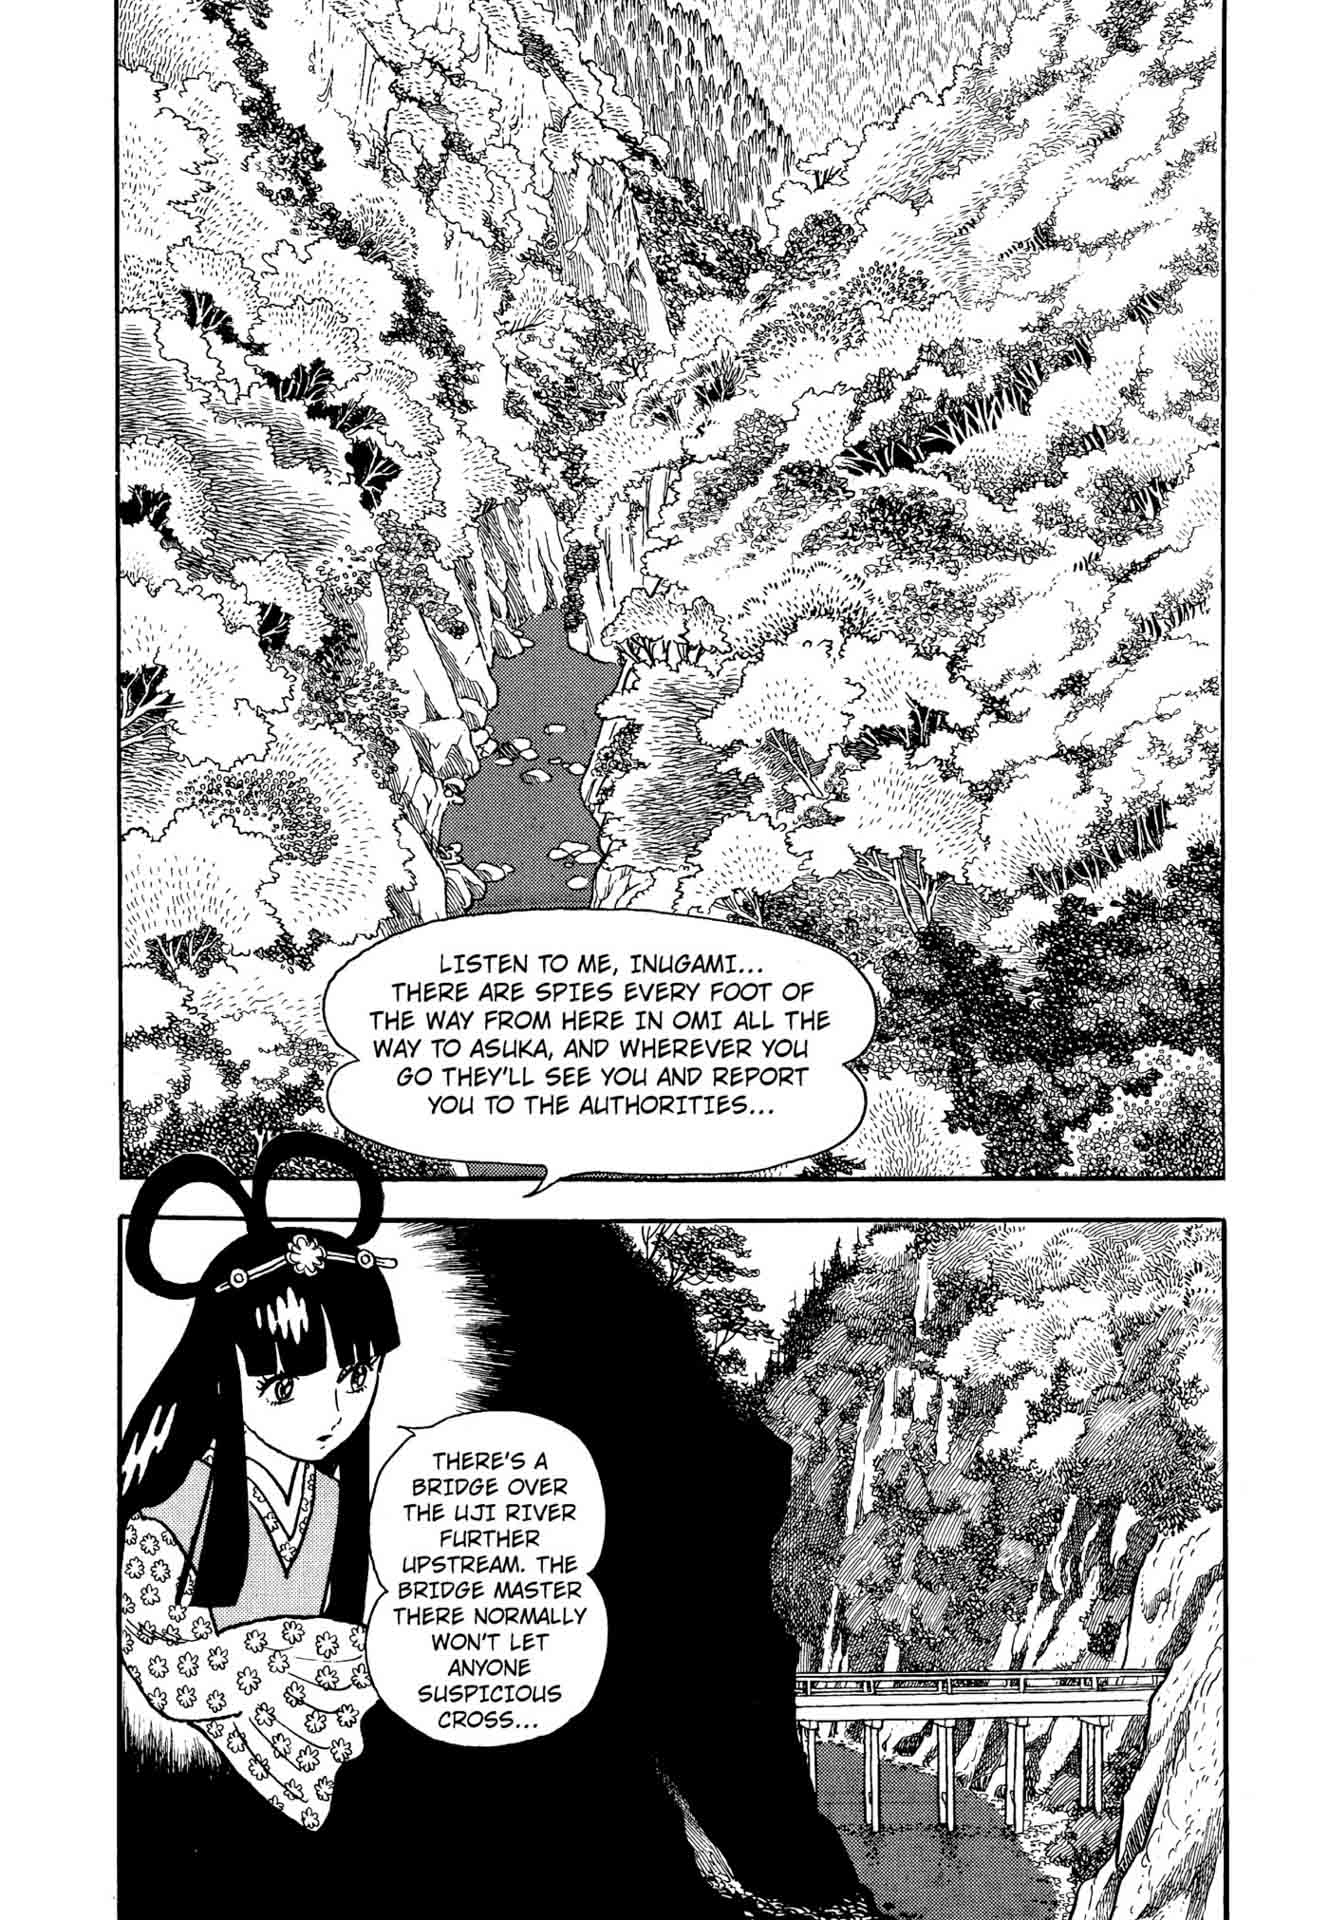 LISTEN TO ME, INUGAMI...
THERE ARE SPIES EVERY FOOT OF
THE WAY FROM HERE IN OMI ALL THE
WAY TO ASUKA, AND WHEREVER YOU
GO THEY'LL SEE YOU AND REPORT
YOU TO THE AUTHORITIES...
THERE'S A
BRIDGE OVER
THE UJI RIVER
FURTHER
UPSTREAM. THE
BRIDGE MASTER
THERE NORMALLY
WON'T LET
ANYONE
SUSPICIOUS
CROSS...